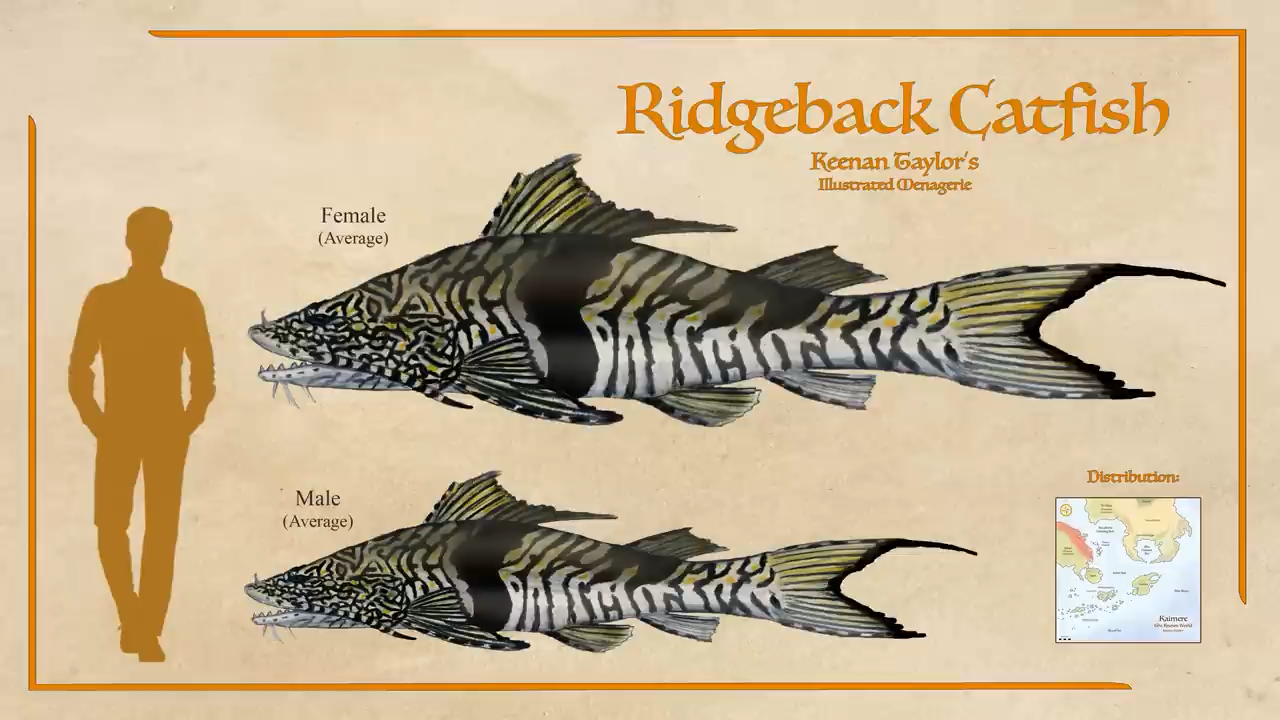 Ridgeback Catfish
Keenan Taylor's
Illustrated Menagerie
Female
(Average)
Male
(Average)
Distribution:
Kaimere